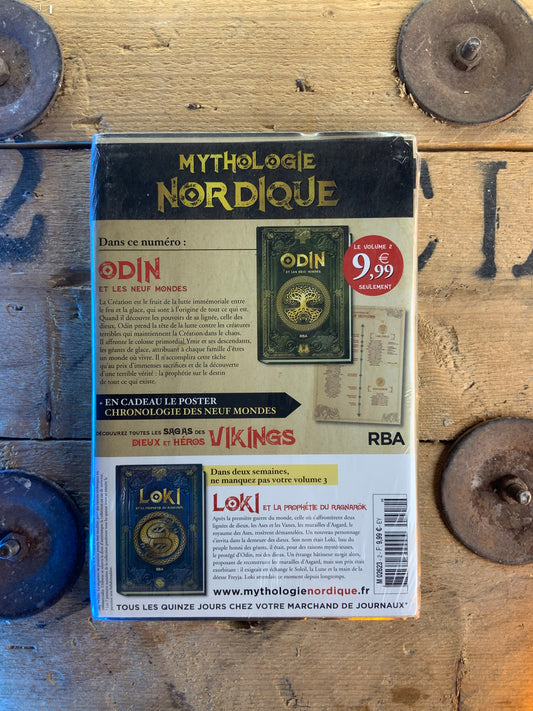 MYTHOLOGIE
NORDIQUE
Dans ce numéro :
ODIN
ET LES NEUF MONDES
La Création est le fruit de la lutte immémoriale entre
le feu et la glace, qui sont à l'origine de tout ce qui est.
Quand il découvre les pouvoirs de sa lignée, celle des
dieux, Odin prend la tête de la lutte contre les créatures
terribles qui maintiennent la Création dans le chaos.
Il affronte le colosse primordial Ymir et ses descendants,
les géants de glace, attribuant à chaque famille d'êtres
un monde où vivre. Il n'accomplira cette tâche
qu'au prix d'immenses sacrifices et de la découverte
d'une terrible vérité : la prophétie sur le destin
de tout ce qui existe.
ODIN
ET LES NEUF MONDES
RBA
LE VOLUME 2
9,99 €
SEULEMENT
+ EN CADEAU LE POSTER
CHRONOLOGIE DES NEUF MONDES
DÉCOUVREZ TOUTES LES SAGAS DES
DIEUX ET HÉROS VIKINGS
RBA
LOKI
ET LA PROPHÉTIE DU RAGNARÖK
RBA
Dans deux semaines,
ne manquez pas votre volume 3
LOKI ET LA PROPHÉTIE DU RAGNARÖK
Après la première guerre du monde, celle où s'affrontèrent deux
lignées de dieux, les Ases et les Vanes, les murailles d'Asgard, le
royaume des Ases, restèrent démantelées. Un nouveau personnage
s'invita dans la demeure des dieux. Son nom était Loki. Issu du
peuple honni des géants, il était, pour des raisons mystérieuses,
le protégé d'Odin, roi des dieux. Un étrange bâtisseur surgit alors,
proposant de reconstruire les murailles d'Asgard, mais son prix était
exorbitant : il exigeait en échange le Soleil, la Lune et la main de la
déesse Freyja. Loki attendait ce moment depuis longtemps.
www.mythologienordique.fr
TOUS LES QUINZE JOURS CHEZ VOTRE MARCHAND DE JOURNAUX*
M 02623 - 2 - F: 9,99 € - EY